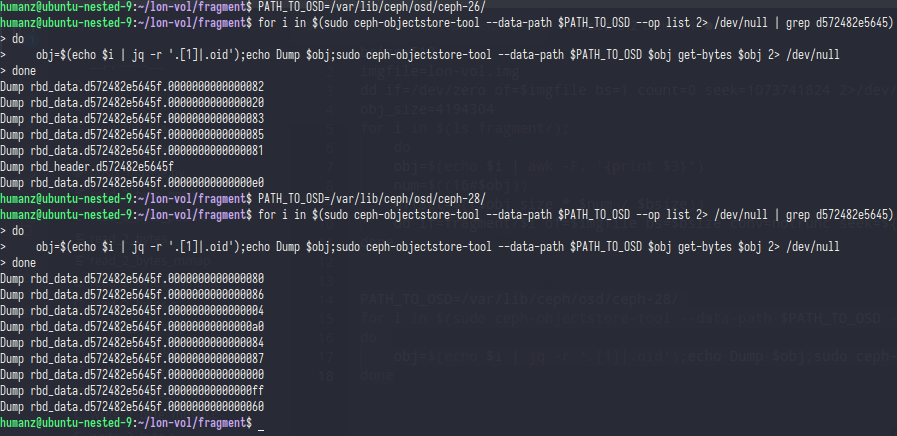 humanz@ubuntu-nested-9:~/lon-vol/fragment$ PATH_TO_OSD=/var/lib/ceph/osd/ceph-26/
humanz@ubuntu-nested-9:~/lon-vol/fragment$ for i in $(sudo ceph-objectstore-tool --data-path $PATH_TO_OSD --op list 2> /dev/null | grep d572482e5645f)
> do
>     obj=$(echo $i | jq -r '.[1]|.oid');echo Dump $obj;sudo ceph-objectstore-tool --data-path $PATH_TO_OSD $obj get-bytes $obj 2> /dev/null
> done
Dump rbd_data.d572482e5645f.0000000000000082
Dump rbd_data.d572482e5645f.0000000000000020
Dump rbd_data.d572482e5645f.0000000000000083
Dump rbd_data.d572482e5645f.0000000000000085
Dump rbd_data.d572482e5645f.0000000000000081
Dump rbd_header.d572482e5645f
Dump rbd_data.d572482e5645f.00000000000000e0
humanz@ubuntu-nested-9:~/lon-vol/fragment$ PATH_TO_OSD=/var/lib/ceph/osd/ceph-28/
humanz@ubuntu-nested-9:~/lon-vol/fragment$ for i in $(sudo ceph-objectstore-tool --data-path $PATH_TO_OSD --op list 2> /dev/null | grep d572482e5645f)
> do
>     obj=$(echo $i | jq -r '.[1]|.oid');echo Dump $obj;sudo ceph-objectstore-tool --data-path $PATH_TO_OSD $obj get-bytes $obj 2> /dev/null
> done
Dump rbd_data.d572482e5645f.0000000000000080
Dump rbd_data.d572482e5645f.0000000000000086
Dump rbd_data.d572482e5645f.0000000000000004
Dump rbd_data.d572482e5645f.00000000000000a0
Dump rbd_data.d572482e5645f.0000000000000084
Dump rbd_data.d572482e5645f.0000000000000087
Dump rbd_data.d572482e5645f.0000000000000000
Dump rbd_data.d572482e5645f.00000000000000ff
Dump rbd_data.d572482e5645f.0000000000000060
humanz@ubuntu-nested-9:~/lon-vol/fragment$ _